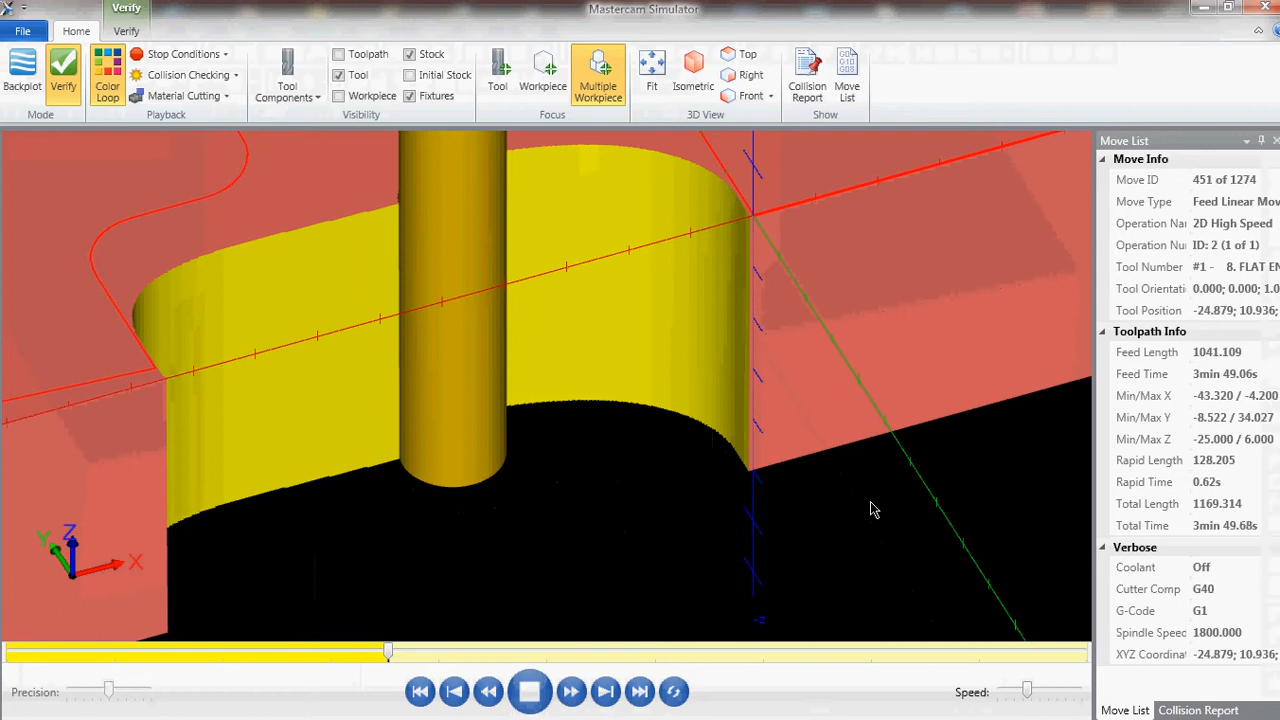 Verify
Mastercam Simulator
File
Home
Verify
Backplot
Verify
Mode
Color Loop
Stop Conditions
Collision Checking
Material Cutting
Playback
Tool Components
Toolpath
Tool
Workpiece
Stock
Initial Stock
Fixtures
Visibility
Tool
Workpiece
Multiple Workpiece
Focus
Fit
Isometric
Top
Right
Front
3D View
Collision Report
Move List
Show
Move List
Move Info
Move ID 451 of 1274
Move Type Feed Linear Mov
Operation Na 2D High Speed
Operation Nu ID: 2 (1 of 1)
Tool Number #1 - 8. FLAT EN
Tool Orientati 0.000; 0.000; 1.0
Tool Position -24.879; 10.936;
Toolpath Info
Feed Length 1041.109
Feed Time 3min 49.06s
Min/Max X -43.320 / -4.200
Min/Max Y -8.522 / 34.027
Min/Max Z -25.000 / 6.000
Rapid Length 128.205
Rapid Time 0.62s
Total Length 1169.314
Total Time 3min 49.68s
Verbose
Coolant Off
Cutter Comp G40
G-Code G1
Spindle Speed 1800.000
XYZ Coordinat -24.879; 10.936;
Z
Y
X
-z
Precision:
Speed:
Move List
Collision Report